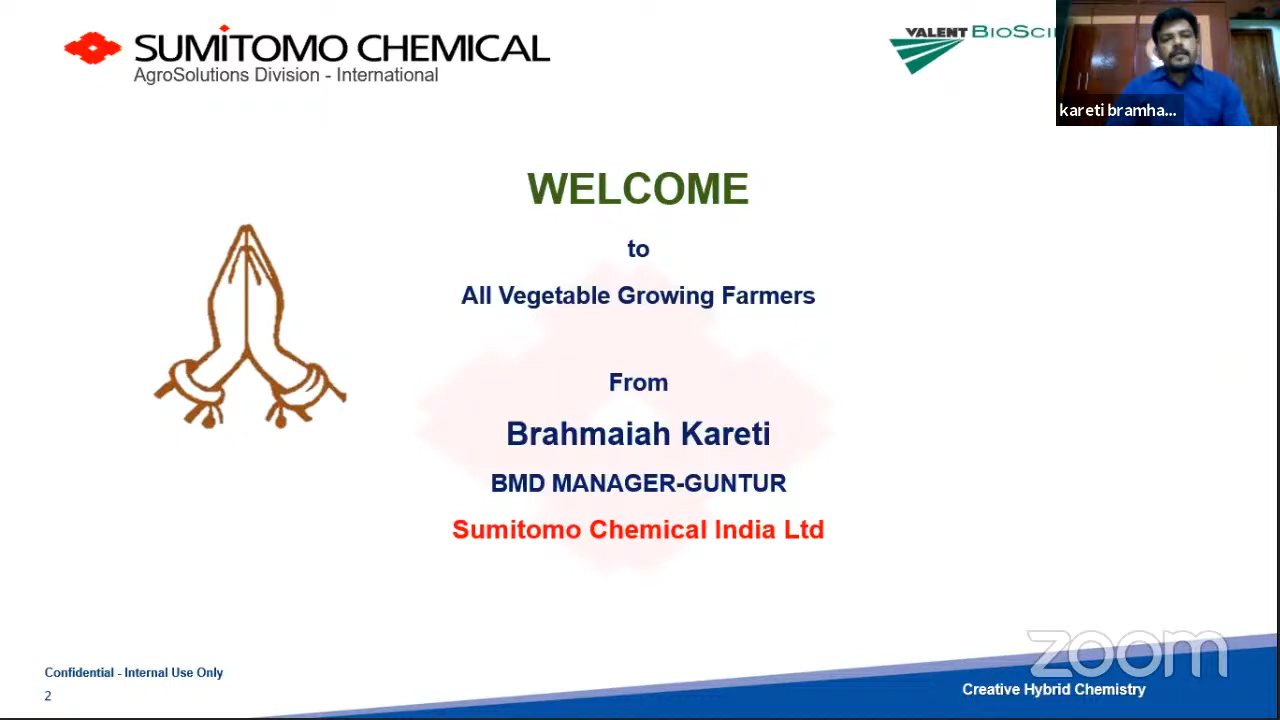 SUMITOMO CHEMICAL
AgroSolutions Division - International
VALENT BIOSCI
kareti bramha...
WELCOME
to
All Vegetable Growing Farmers
From
Brahmaiah Kareti
BMD MANAGER-GUNTUR
Sumitomo Chemical India Ltd
zoom
Confidential - Internal Use Only
2
Creative Hybrid Chemistry